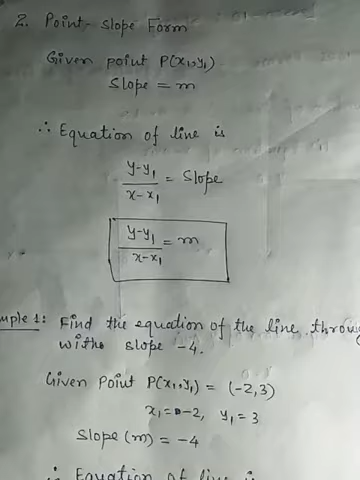 2. Point-Slope Form
Given point P(x₁,y₁)
Slope = m
∴ Equation of line is
y-y₁/x-x₁ = Slope
y-y₁/x-x₁ = m
mple 1: Find the equation of the line throug
withs slope -4.
Given Point P(x₁,y₁) = (-2,3)
x₁=-2, y₁=3
Slope(m) = -4
∴ Equation of line is